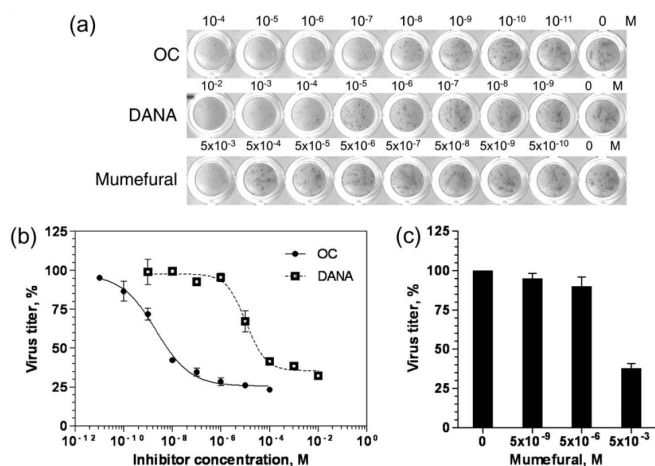 (a)
10⁻⁴ 10⁻⁵ 10⁻⁶ 10⁻⁷ 10⁻⁸ 10⁻⁹ 10⁻¹⁰ 10⁻¹¹ 0 M
OC
10⁻² 10⁻³ 10⁻⁴ 10⁻⁵ 10⁻⁶ 10⁻⁷ 10⁻⁸ 10⁻⁹ 0 M
DANA
5x10⁻³ 5x10⁻⁴ 5x10⁻⁵ 5x10⁻⁶ 5x10⁻⁷ 5x10⁻⁸ 5x10⁻⁹ 5x10⁻¹⁰ 0 M
Mumefural
(b)
125
100
75
50
25
0
Virus titer, %
OC
DANA
10⁻¹² 10⁻¹⁰ 10⁻⁸ 10⁻⁶ 10⁻⁴ 10⁻² 10⁰
Inhibitor concentration, M
(c)
125
100
75
50
25
0
Virus titer, %
0 5x10⁻⁹ 5x10⁻⁶ 5x10⁻³
Mumefural, M